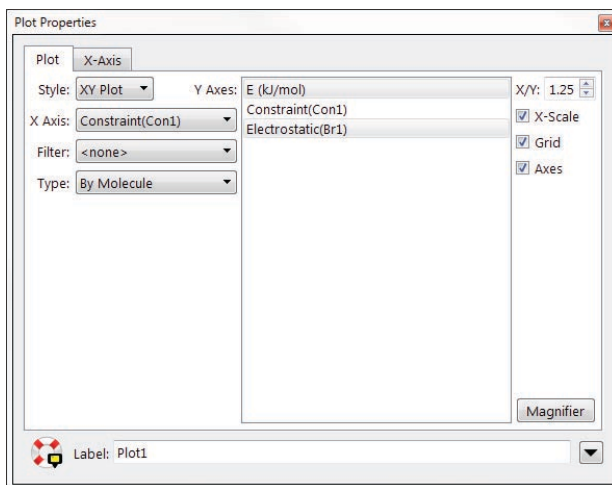 Plot Properties
Plot X-Axis
Style: XY Plot Y Axes: E (kJ/mol) X/Y: 1.25
X Axis: Constraint(Con1) Constraint(Con1) X-Scale
Electrostatic(Br1)
Filter: <none> Grid
Type: By Molecule Axes
Magnifier
Label: Plot1